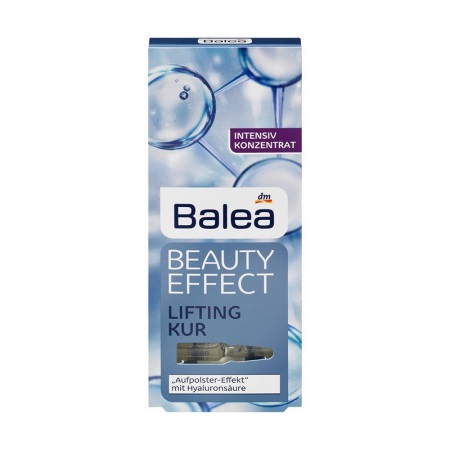 Balea
INTENSIV
KONZENTRAT
dm
Balea
BEAUTY
EFFECT
LIFTING
KUR
„Aufpolster-Effekt“
mit Hyaluronsäure